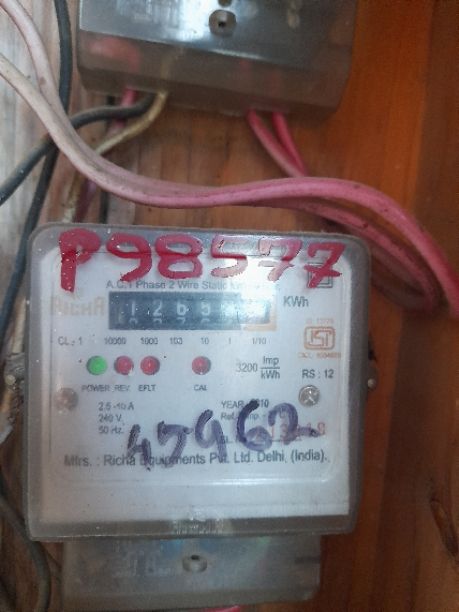 P98577
A.C. 1 Phase 2 Wire Static
RICHA
KWh
CL: 1 10000 1000 100 10 1 1/10
3200 Imp/kWh
RS : 12
POWER REV. EFLT CAL
2.5 -10 A
240 V.
50 Hz.
YEAR
47962
Mfrs. : Richa Equipments Pvt. Ltd. Delhi, (India).